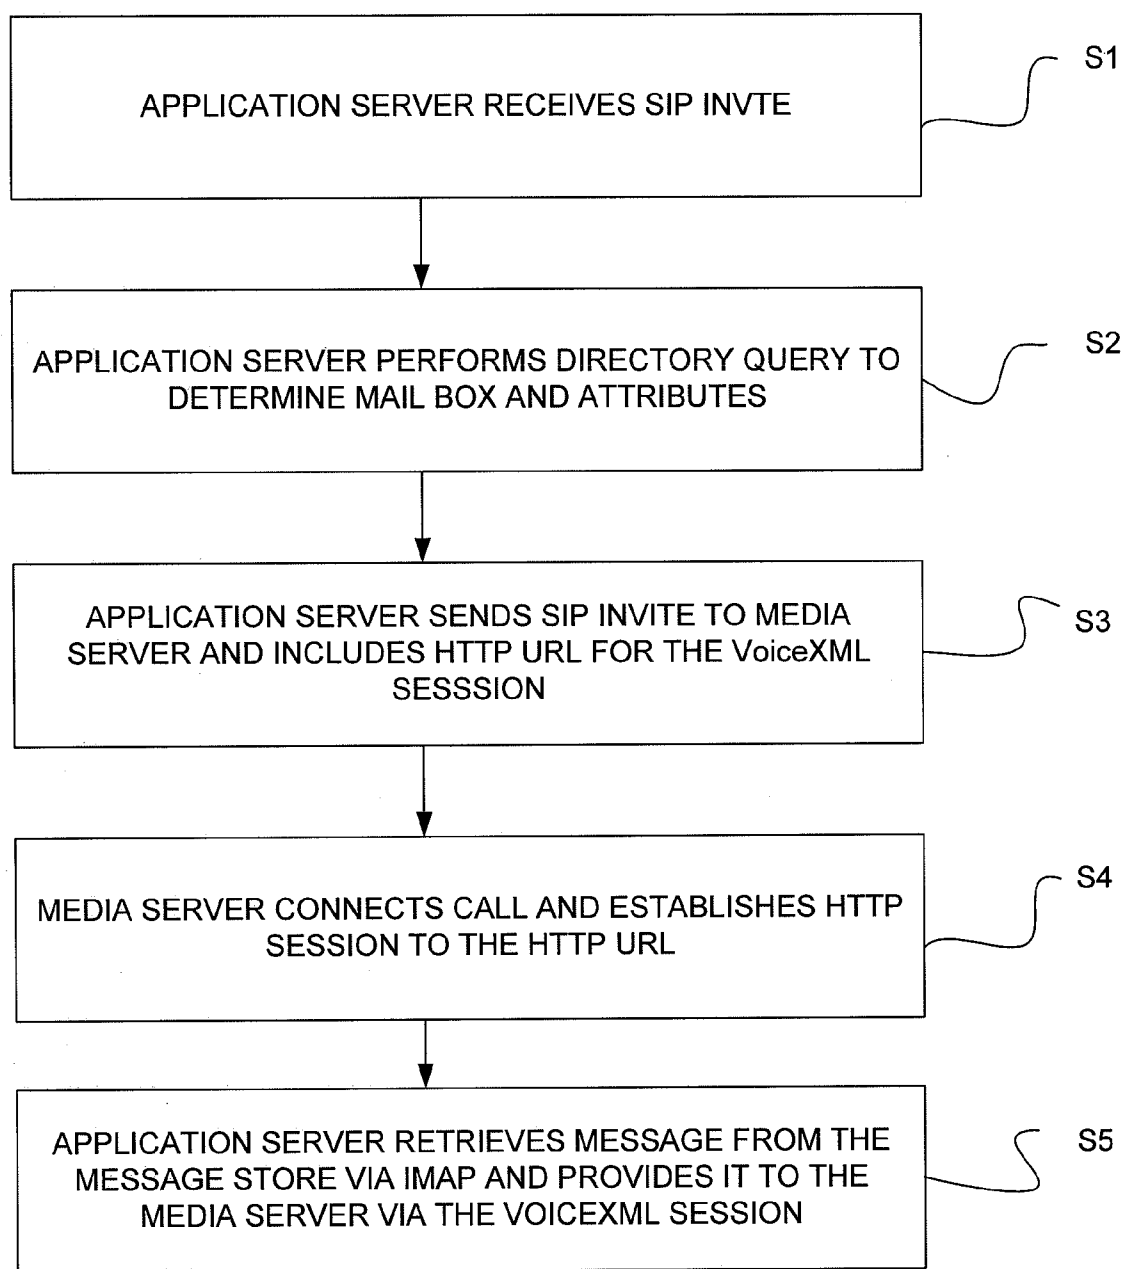 APPLICATION SERVER RECEIVES SIP INVTE
S1
APPLICATION SERVER PERFORMS DIRECTORY QUERY TO
DETERMINE MAIL BOX AND ATTRIBUTES
S2
APPLICATION SERVER SENDS SIP INVITE TO MEDIA
SERVER AND INCLUDES HTTP URL FOR THE VoiceXML
SESSSION
S3
MEDIA SERVER CONNECTS CALL AND ESTABLISHES HTTP
SESSION TO THE HTTP URL
S4
APPLICATION SERVER RETRIEVES MESSAGE FROM THE
MESSAGE STORE VIA IMAP AND PROVIDES IT TO THE
MEDIA SERVER VIA THE VOICEXML SESSION
S5